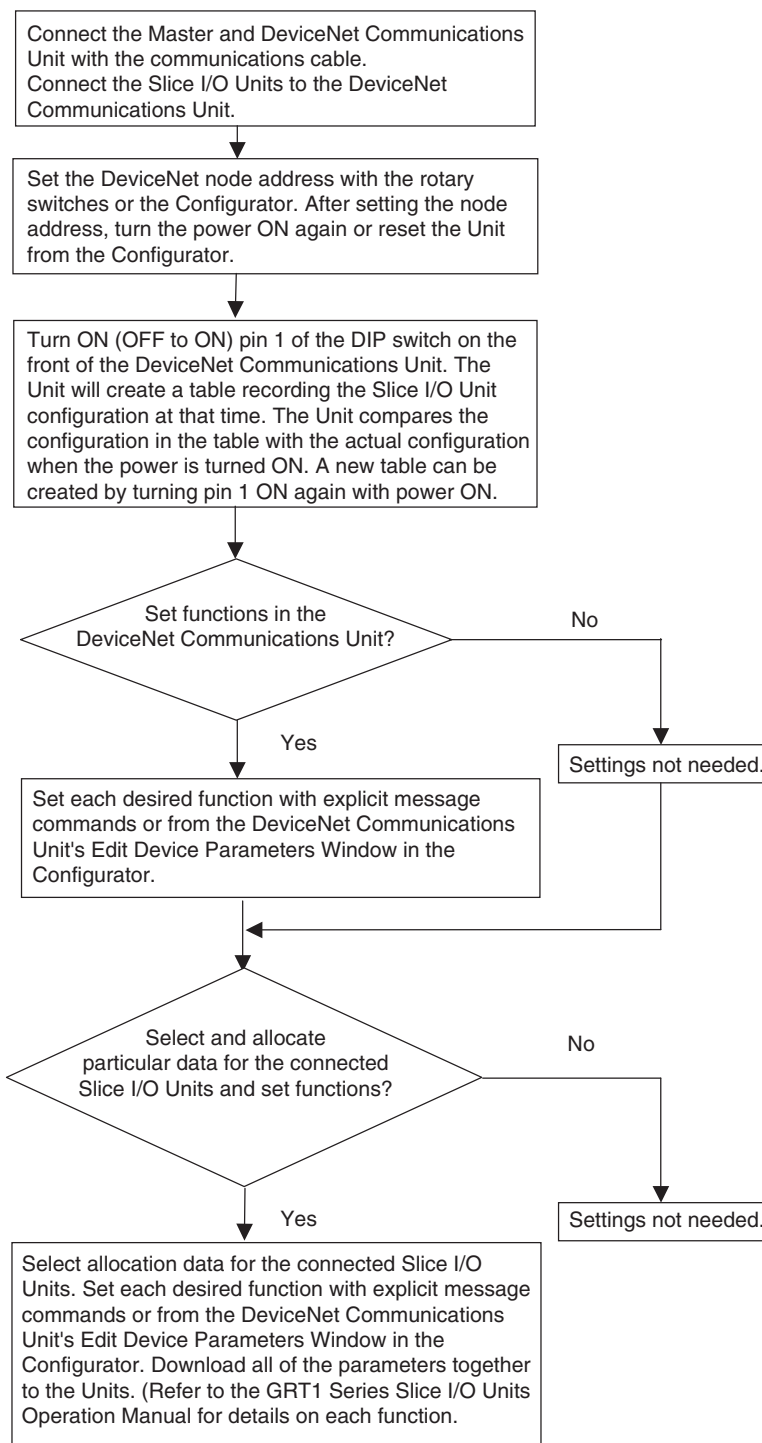 Connect the Master and DeviceNet Communications
Unit with the communications cable.
Connect the Slice I/O Units to the DeviceNet
Communications Unit.
Set the DeviceNet node address with the rotary
switches or the Configurator. After setting the node
address, turn the power ON again or reset the Unit
from the Configurator.
Turn ON (OFF to ON) pin 1 of the DIP switch on the
front of the DeviceNet Communications Unit. The
Unit will create a table recording the Slice I/O Unit
configuration at that time. The Unit compares the
configuration in the table with the actual configuration
when the power is turned ON. A new table can be
created by turning pin 1 ON again with power ON.
Set functions in the
DeviceNet Communications Unit?
No
Yes
Settings not needed.
Set each desired function with explicit message
commands or from the DeviceNet Communications
Unit's Edit Device Parameters Window in the
Configurator.
Select and allocate
particular data for the connected
Slice I/O Units and set functions?
No
Yes
Settings not needed.
Select allocation data for the connected Slice I/O
Units. Set each desired function with explicit message
commands or from the DeviceNet Communications
Unit's Edit Device Parameters Window in the
Configurator. Download all of the parameters together
to the Units. (Refer to the GRT1 Series Slice I/O Units
Operation Manual for details on each function.